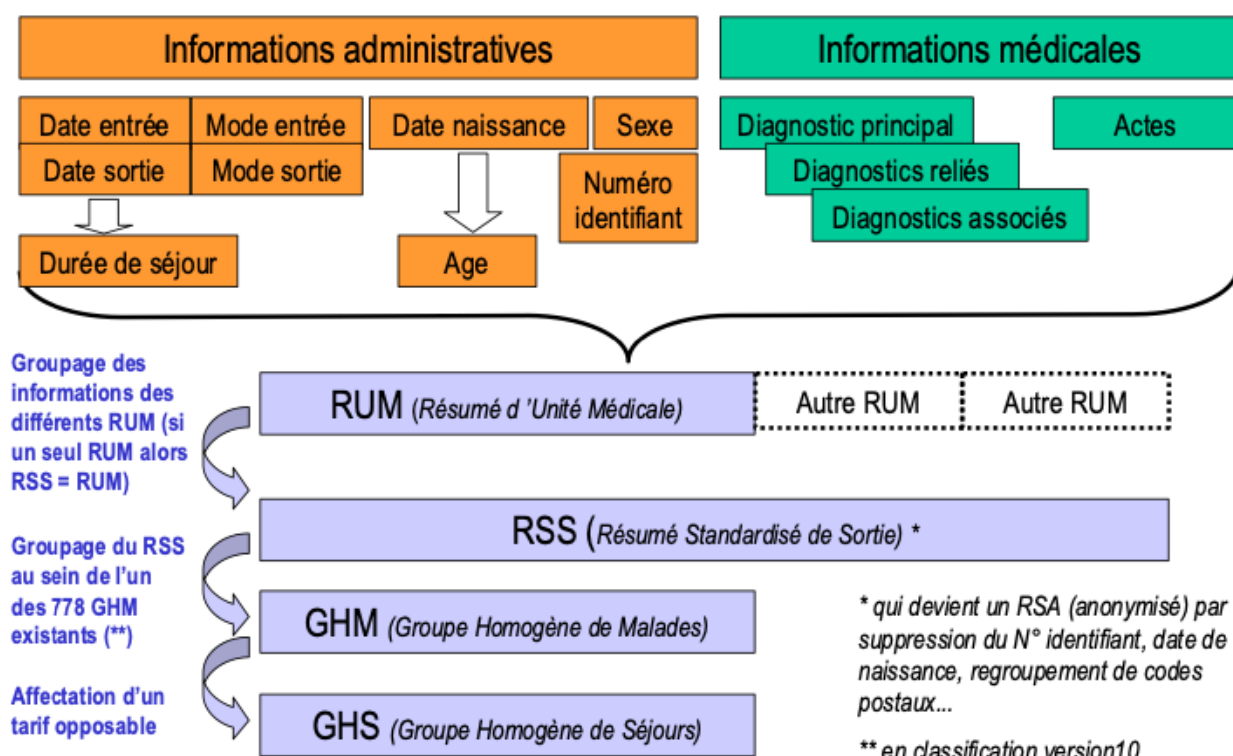 Informations administratives
Informations médicales
Date entrée
Mode entrée
Date naissance
Sexe
Diagnostic principal
Actes
Date sortie
Mode sortie
Numéro
identifiant
Diagnostics reliés
Diagnostics associés
Durée de séjour
Age
Groupage des
informations des
différents RUM (si
un seul RUM alors
RSS = RUM)
RUM (Résumé d ’Unité Médicale)
Autre RUM
Autre RUM
RSS (Résumé Standardisé de Sortie) *
Groupage du RSS
au sein de l’un
des 778 GHM
existants (**)
GHM (Groupe Homogène de Malades)
Affectation d’un
tarif opposable
GHS (Groupe Homogène de Séjours)
* qui devient un RSA (anonymisé) par
suppression du N° identifiant, date de
naissance, regroupement de codes
postaux...
** en classification version10